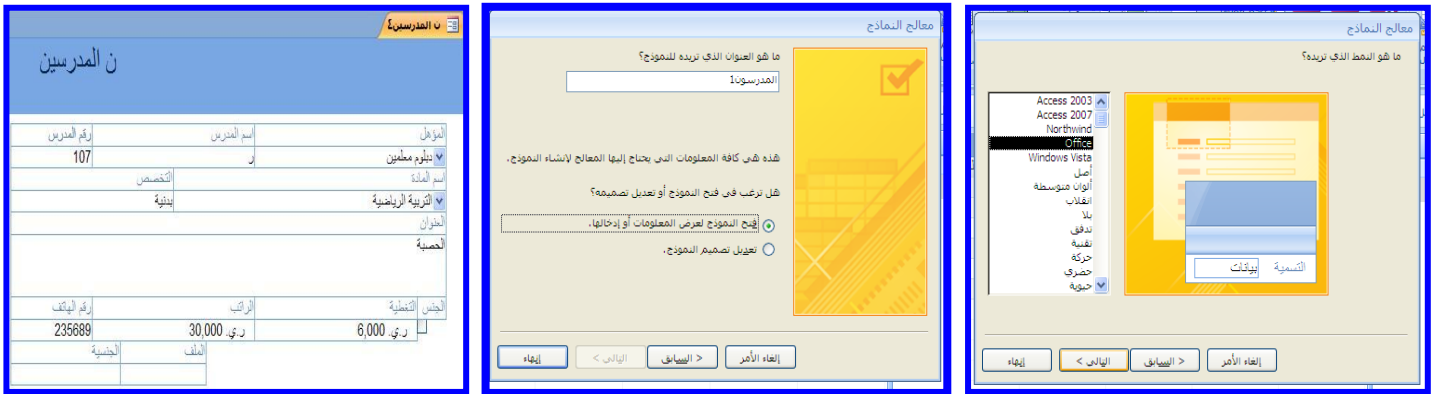 معالج النماذج
ما هو النمط الذي تريده؟
Access 2003
Access 2007
Northwind
Office
Windows Vista
أصل
ألوان متوسطة
انقلاب
بلا
تدفق
تقنية
حركة
حضري
حيوية
التسمية بيانات
إلغاء الأمر
< السابق
التالي >
إنهاء
معالج النماذج
ما هو العنوان الذي تريده للنموذج؟
المدرسون1
هذه هي كافة المعلومات التي يحتاج إليها المعالج لإنشاء النموذج.
هل ترغب في فتح النموذج أو تعديل تصميمه؟
فتح النموذج لعرض المعلومات أو إدخالها.
تعديل تصميم النموذج.
إلغاء الأمر
< السابق
التالي >
إنهاء
ن المدرسين4
ن المدرسين
المؤهل اسم المدرس رقم المدرس
دبلوم معلمين ر 107
اسم المادة التخصص
التربية الرياضية بدنية
العنوان
الحصبة
الجنس التغطية الراتب رقم الهاتف
ر.ي. 6,000 ر.ي. 30,000 235689
الملف الجنسية